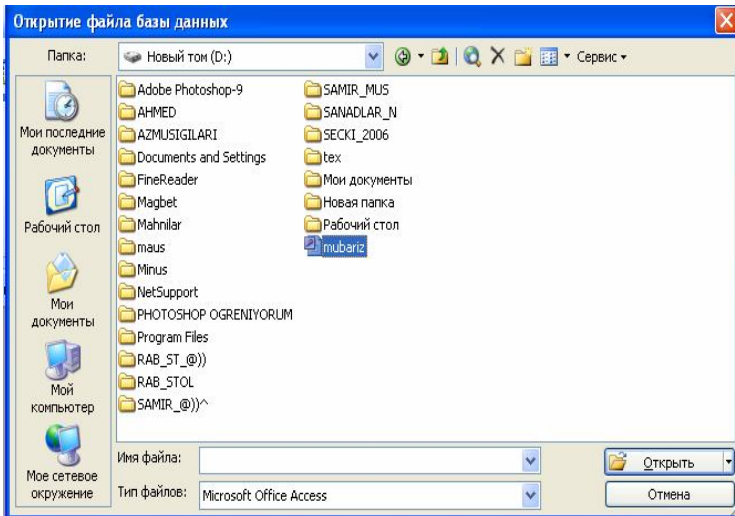 Открытие файла базы данных
Папка: Новый том (D:) Сервис
Мои последние документы
Рабочий стол
Мои документы
Мой компьютер
Мое сетевое окружение
Adobe Photoshop-9
AHMED
AZMUSIGILARI
Documents and Settings
FineReader
Magbet
Mahnilar
maus
Minus
NetSupport
PHOTOSHOP OGRENIYORUM
Program Files
RAB_ST_@))
RAB_STOL
SAMIR_@))^
SAMIR_MUS
SANADLAR_N
SECKI_2006
tex
Мои документы
Новая папка
Рабочий стол
mubariz
Имя файла: Открыть
Тип файлов: Microsoft Office Access Отмена